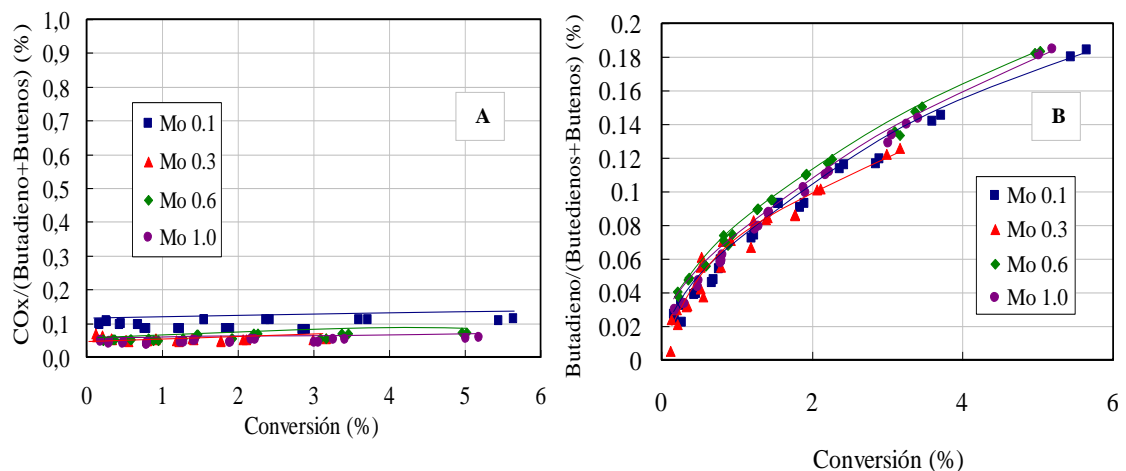 COx/(Butadieno+Butenos) (%)
1,0
0,9
0,8
0,7
0,6
0,5
0,4
0,3
0,2
0,1
0,0
Mo 0.1
Mo 0.3
Mo 0.6
Mo 1.0
A
0 1 2 3 4 5 6
Conversión (%)
Butadieno/(Butedienos+Butenos) (%)
0.2
0.18
0.16
0.14
0.12
0.1
0.08
0.06
0.04
0.02
0
B
Mo 0.1
Mo 0.3
Mo 0.6
Mo 1.0
0 2 4 6
Conversión (%)